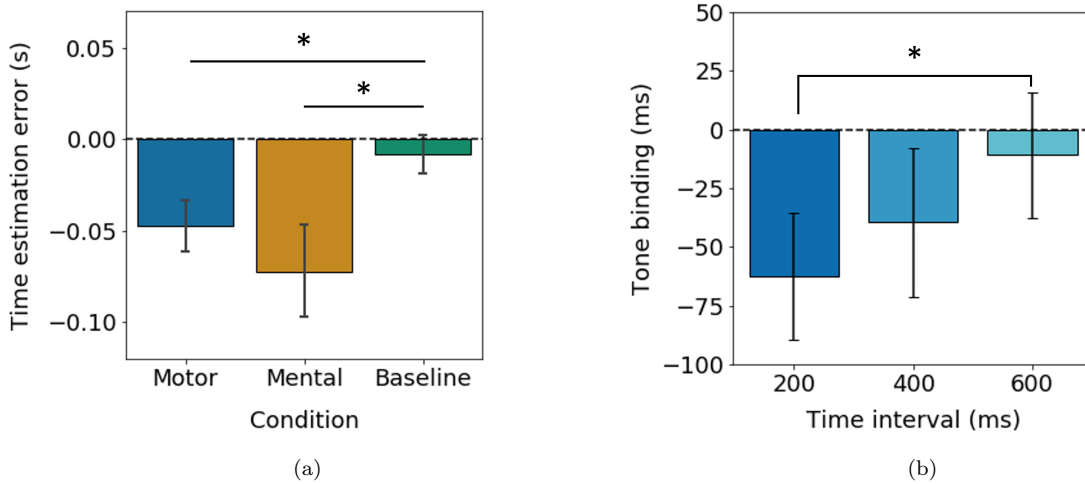 Time estimation error (s)
0.05
0.00
−0.05
−0.10
*
*
Motor Mental Baseline
Condition
(a)
Tone binding (ms)
50
25
0
−25
−50
−75
−100
*
200 400 600
Time interval (ms)
(b)